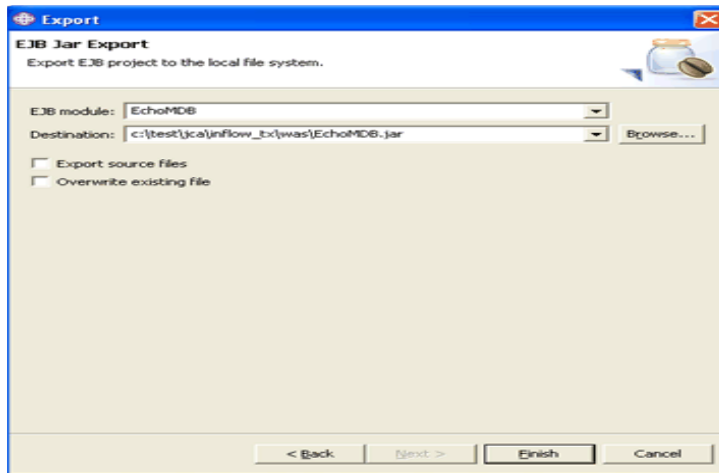 Export
EJB Jar Export
Export EJB project to the local file system.
EJB module: EchoMDB
Destination: c:\test\jca\inflow_tx\was\EchoMDB.jar Browse...
Export source files
Overwrite existing file
< Back Next > Finish Cancel